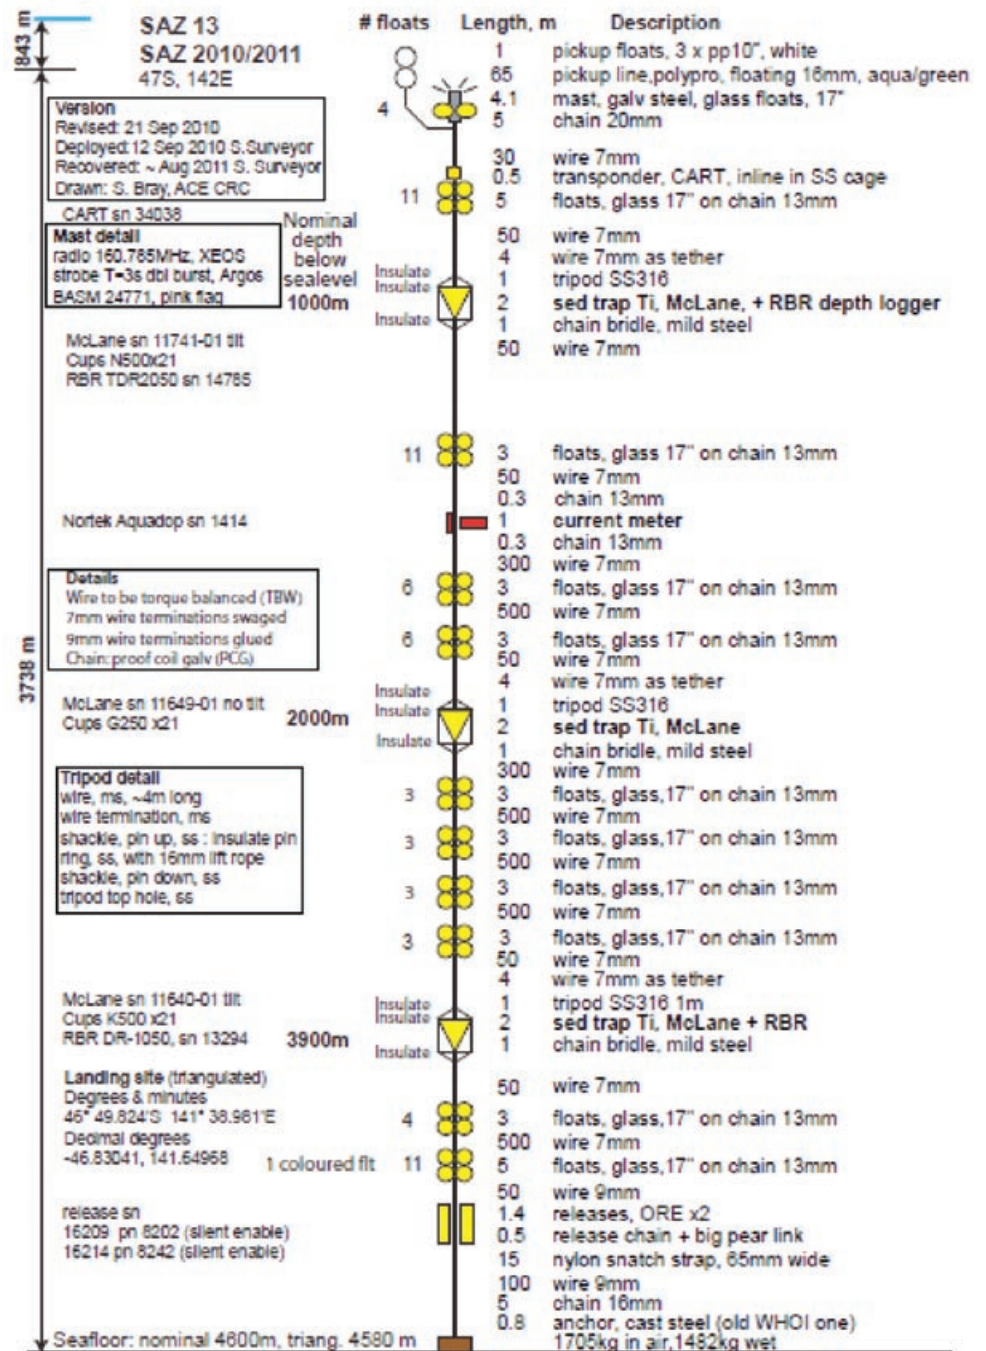 843 m
SAZ 13
SAZ 2010/2011
47S, 142E
Version
Revised: 21 Sep 2010
Deployed: 12 Sep 2010 S.Surveyor
Recovered: ~ Aug 2011 S. Surveyor
Drawn: S. Bray, ACE CRC
CART sn 34038
Mast detail
radio 160.785MHz, XEOS
strobe T=3s dbl burst, Argos
BASM 24771, pink flag
Nominal
depth
below
sealevel
1000m
McLane sn 11741-01 tilt
Cups N500x21
RBR TDR2050 sn 14785
Nortek Aquadop sn 1414
Details
Wire to be torque balanced (TBW)
7mm wire terminations swaged
9mm wire terminations glued
Chain: proof coil galv (PCG)
3738 m
McLane sn 11649-01 no tilt
Cups G250 x21
2000m
Tripod detail
wire, ms, ~4m long
wire termination, ms
shackle, pin up, ss : insulate pin
ring, ss, with 16mm lift rope
shackle, pin down, ss
tripod top hole, ss
McLane sn 11640-01 tilt
Cups K500 x21
RBR DR-1050, sn 13294
3900m
Landing site (triangulated)
Degrees & minutes
46° 49.824'S 141° 38.981'E
Decimal degrees
-46.83041, 141.64968
1 coloured flt
release sn
16209 pn 8202 (silent enable)
16214 pn 8242 (silent enable)
Seafloor: nominal 4600m, triang. 4580 m
# floats Length, m Description
1 pickup floats, 3 x pp10", white
65 pickup line,polypro, floating 16mm, aqua/green
4 4.1 mast, galv steel, glass floats, 17"
5 chain 20mm
30 wire 7mm
0.5 transponder, CART, inline in SS cage
11 5 floats, glass 17" on chain 13mm
50 wire 7mm
4 wire 7mm as tether
Insulate 1 tripod SS316
Insulate
2 sed trap Ti, McLane, + RBR depth logger
Insulate 1 chain bridle, mild steel
50 wire 7mm
11 3 floats, glass 17" on chain 13mm
50 wire 7mm
0.3 chain 13mm
1 current meter
0.3 chain 13mm
300 wire 7mm
6 3 floats, glass 17" on chain 13mm
500 wire 7mm
6 3 floats, glass 17" on chain 13mm
50 wire 7mm
4 wire 7mm as tether
Insulate
Insulate 1 tripod SS316
2 sed trap Ti, McLane
Insulate 1 chain bridle, mild steel
300 wire 7mm
3 3 floats, glass,17" on chain 13mm
500 wire 7mm
3 3 floats, glass,17" on chain 13mm
500 wire 7mm
3 3 floats, glass,17" on chain 13mm
500 wire 7mm
3 3 floats, glass,17" on chain 13mm
50 wire 7mm
4 wire 7mm as tether
Insulate 1 tripod SS316 1m
Insulate
2 sed trap Ti, McLane + RBR
Insulate 1 chain bridle, mild steel
50 wire 7mm
4 3 floats, glass,17" on chain 13mm
500 wire 7mm
11 5 floats, glass,17" on chain 13mm
50 wire 9mm
1.4 releases, ORE x2
0.5 release chain + big pear link
15 nylon snatch strap, 65mm wide
100 wire 9mm
5 chain 16mm
0.8 anchor, cast steel (old WHOI one)
1705kg in air,1482kg wet